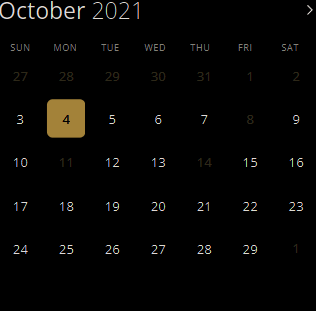 October 2021 >
SUN MON TUE WED THU FRI SAT
27 28 29 30 31 1 2
3 4 5 6 7 8 9
10 11 12 13 14 15 16
17 18 19 20 21 22 23
24 25 26 27 28 29 1